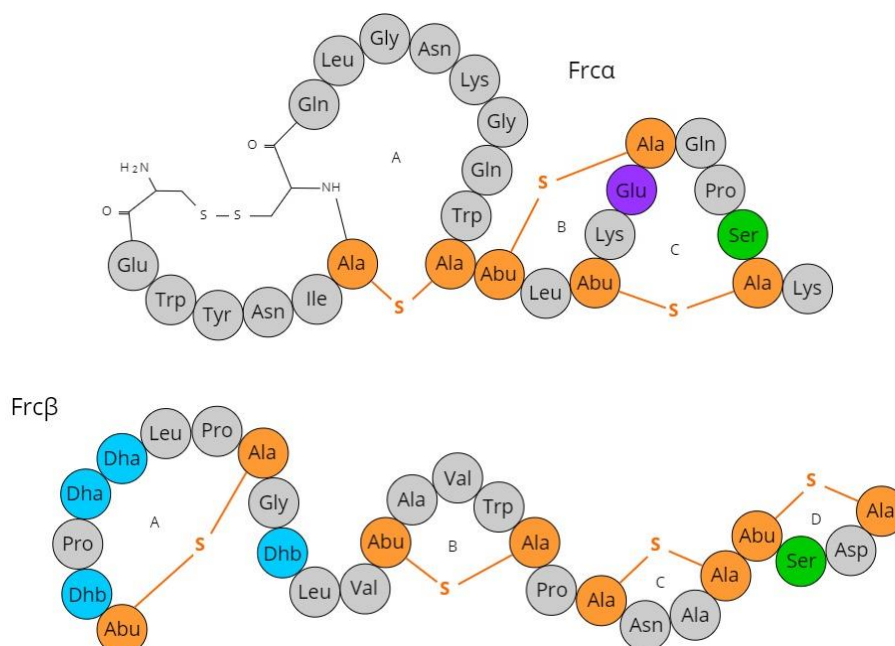 Frcα
Gln
Leu
Gly
Asn
Lys
Gly
Gln
Trp
A
O
H₂N
NH
O
S
S
Glu
Trp
Tyr
Asn
Ile
Ala
S
Ala
Abu
Leu
Abu
S
B
Lys
Glu
Ala
Gln
Pro
Ser
C
S
Ala
Lys
Frcβ
Abu
Dhb
Pro
Dha
Dha
Leu
Pro
Ala
A
S
Gly
Dhb
Leu
Val
Abu
Ala
Val
Trp
Ala
B
S
Pro
Ala
Asn
Ala
Ala
S
C
Abu
Ser
Asp
Ala
S
D